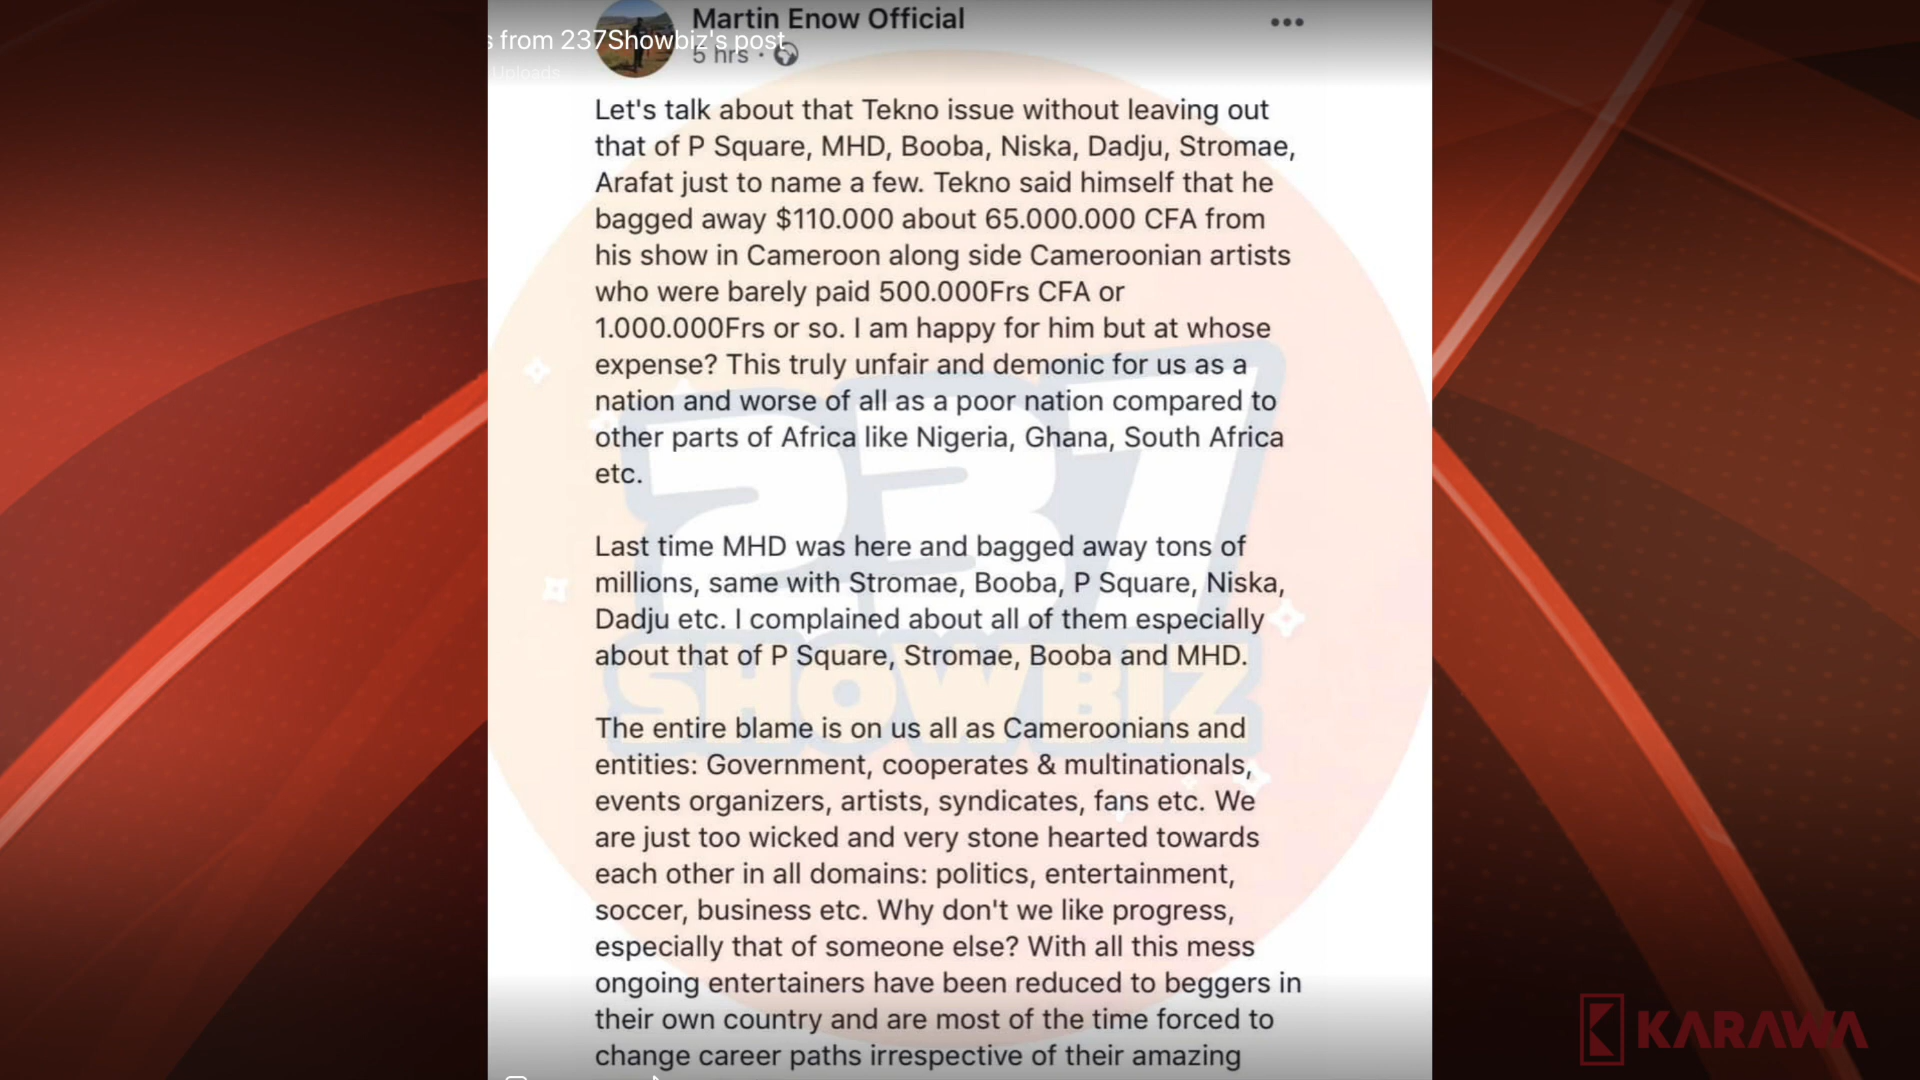 Martin Enow Official
s from 237Showbiz's post
5 hrs ·
Uploads
Let's talk about that Tekno issue without leaving out
that of P Square, MHD, Booba, Niska, Dadju, Stromae,
Arafat just to name a few. Tekno said himself that he
bagged away $110.000 about 65.000.000 CFA from
his show in Cameroon along side Cameroonian artists
who were barely paid 500.000Frs CFA or
1.000.000Frs or so. I am happy for him but at whose
expense? This truly unfair and demonic for us as a
nation and worse of all as a poor nation compared to
other parts of Africa like Nigeria, Ghana, South Africa
etc.
Last time MHD was here and bagged away tons of
millions, same with Stromae, Booba, P Square, Niska,
Dadju etc. I complained about all of them especially
about that of P Square, Stromae, Booba and MHD.
The entire blame is on us all as Cameroonians and
entities: Government, cooperates & multinationals,
events organizers, artists, syndicates, fans etc. We
are just too wicked and very stone hearted towards
each other in all domains: politics, entertainment,
soccer, business etc. Why don't we like progress,
especially that of someone else? With all this mess
ongoing entertainers have been reduced to beggers in
their own country and are most of the time forced to
change career paths irrespective of their amazing
237
SHOWBIZ
KARAWA